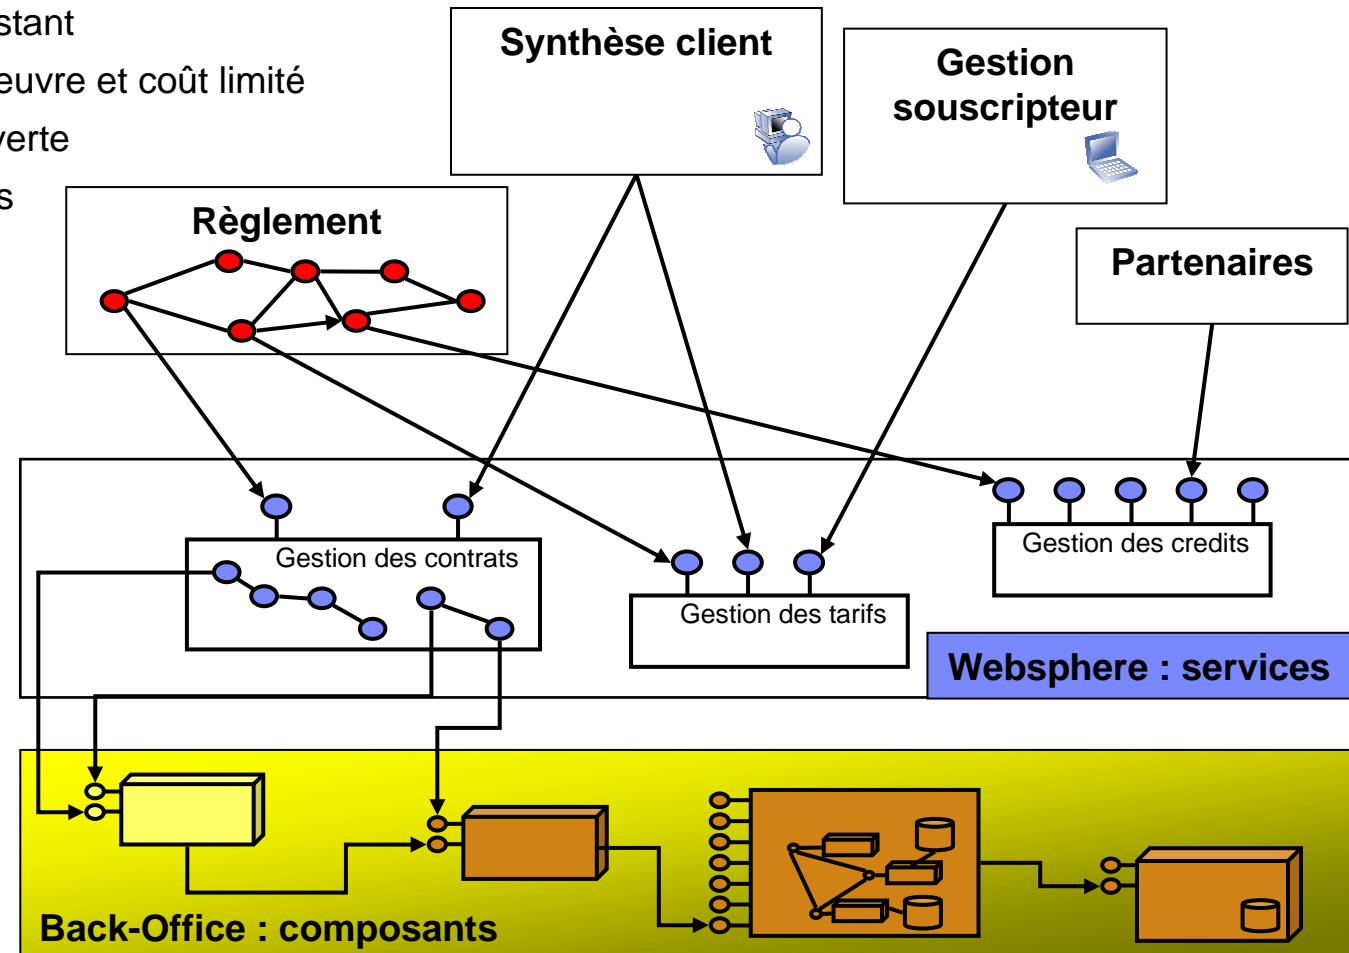 stant
euvre et coût limité
verte
s
Synthèse client
Gestion
souscripteur
Règlement
Partenaires
Gestion des contrats
Gestion des tarifs
Gestion des credits
Websphere : services
Back-Office : composants